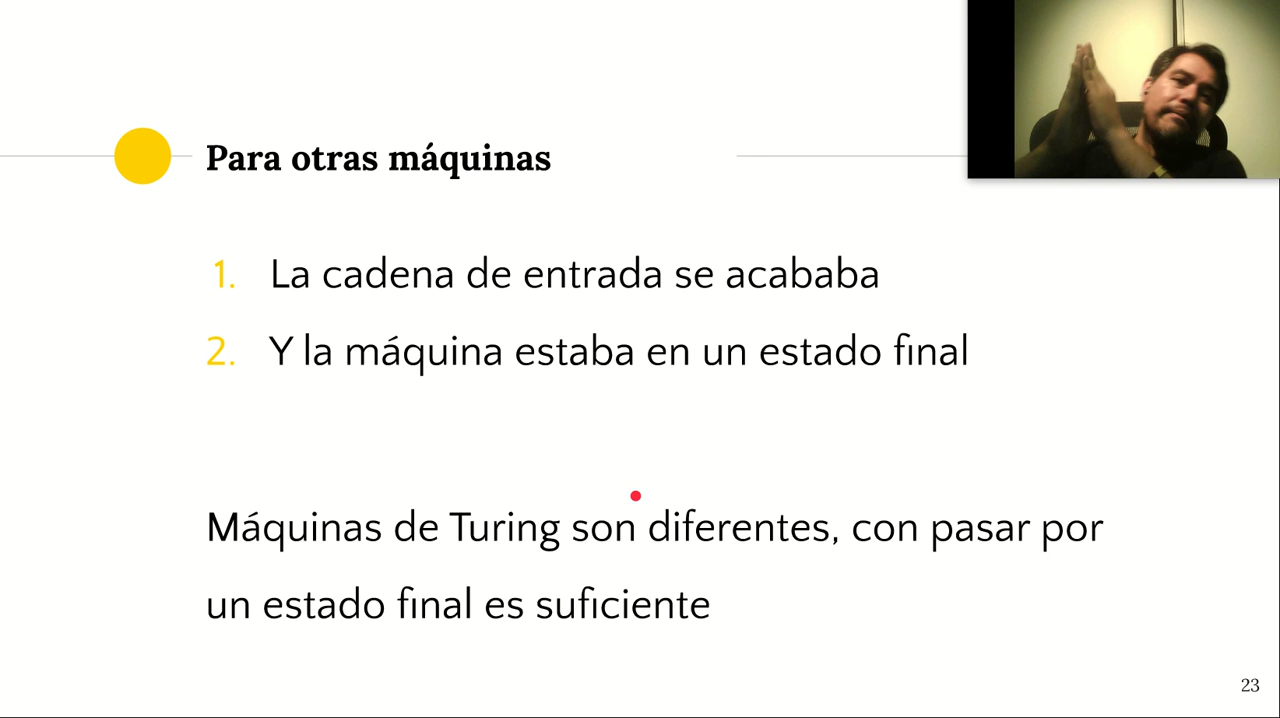 Para otras máquinas
1. La cadena de entrada se acababa
2. Y la máquina estaba en un estado final
Máquinas de Turing son diferentes, con pasar por
un estado final es suficiente
23